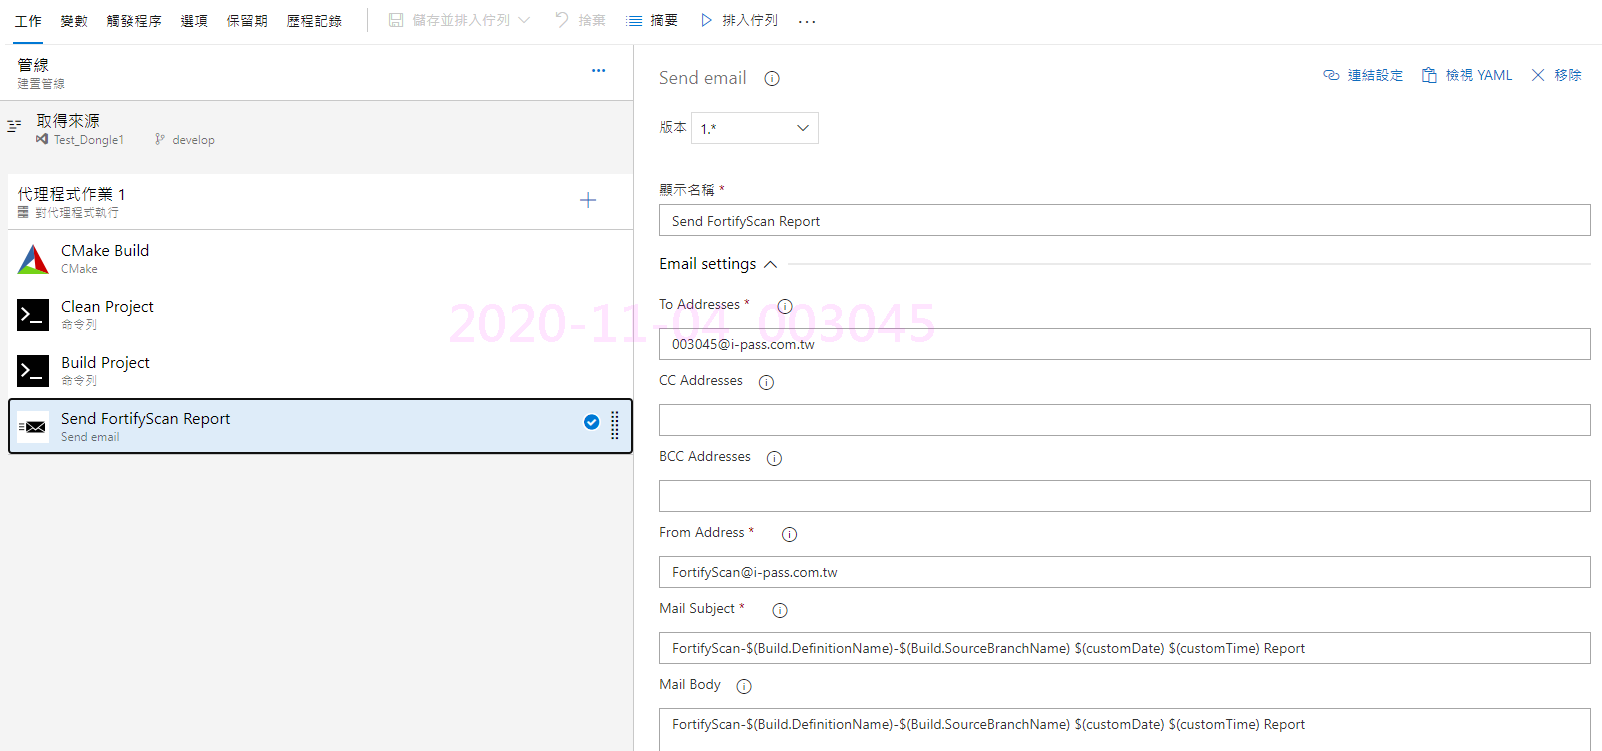 工作 變數 觸發程序 選項 保留期 歷程記錄 儲存並排入佇列 捨棄 摘要 排入佇列 ...
管線
建置管線
取得來源
Test_Dongle1 develop
代理程式作業 1
對代理程式執行
CMake Build
CMake
Clean Project
命令列
Build Project
命令列
Send FortifyScan Report
Send email
Send email
連結設定 檢視 YAML 移除
版本 1.*
顯示名稱 *
Send FortifyScan Report
Email settings
To Addresses *
2020-11-04_003045
003045@i-pass.com.tw
CC Addresses
BCC Addresses
From Address *
FortifyScan@i-pass.com.tw
Mail Subject *
FortifyScan-$(Build.DefinitionName)-$(Build.SourceBranchName) $(customDate) $(customTime) Report
Mail Body
FortifyScan-$(Build.DefinitionName)-$(Build.SourceBranchName) $(customDate) $(customTime) Report